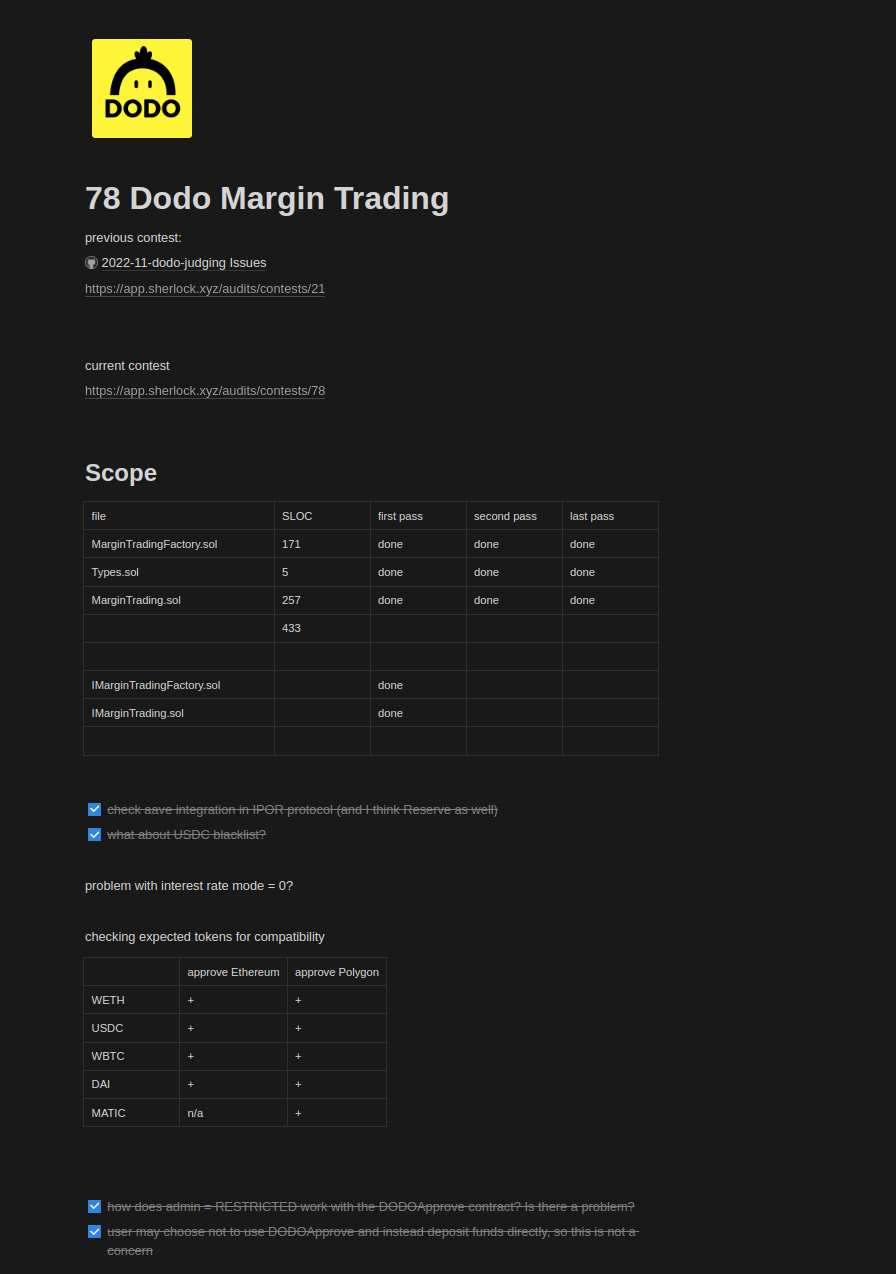 DODO
78 Dodo Margin Trading
previous contest:
2022-11-dodo-judging Issues
https://app.sherlock.xyz/audits/contests/21
current contest
https://app.sherlock.xyz/audits/contests/78
Scope
file SLOC first pass second pass last pass
MarginTradingFactory.sol 171 done done done
Types.sol 5 done done done
MarginTrading.sol 257 done done done
433
IMarginTradingFactory.sol done
IMarginTrading.sol done
check aave integration in IPOR protocol (and I think Reserve as well)
what about USDC blacklist?
problem with interest rate mode = 0?
checking expected tokens for compatibility
approve Ethereum approve Polygon
WETH + +
USDC + +
WBTC + +
DAI + +
MATIC n/a +
how does admin = RESTRICTED work with the DODOApprove contract? Is there a problem?
user may choose not to use DODOApprove and instead deposit funds directly, so this is not a
concern